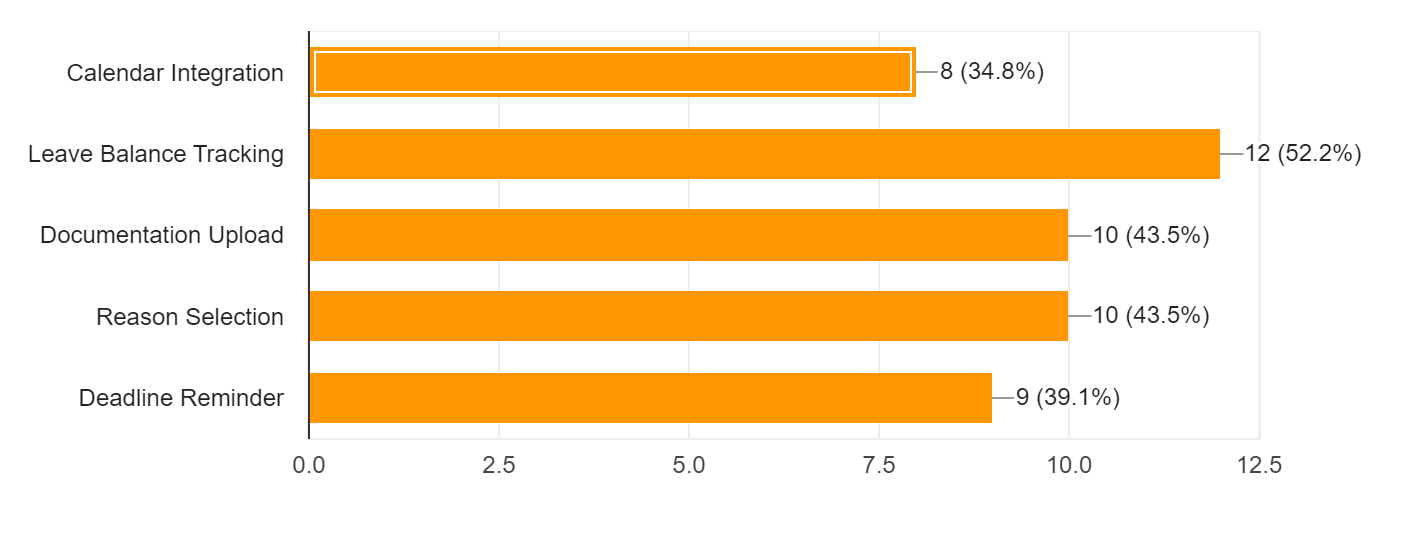 Calendar Integration 8 (34.8%)
Leave Balance Tracking 12 (52.2%)
Documentation Upload 10 (43.5%)
Reason Selection 10 (43.5%)
Deadline Reminder 9 (39.1%)
0.0 2.5 5.0 7.5 10.0 12.5